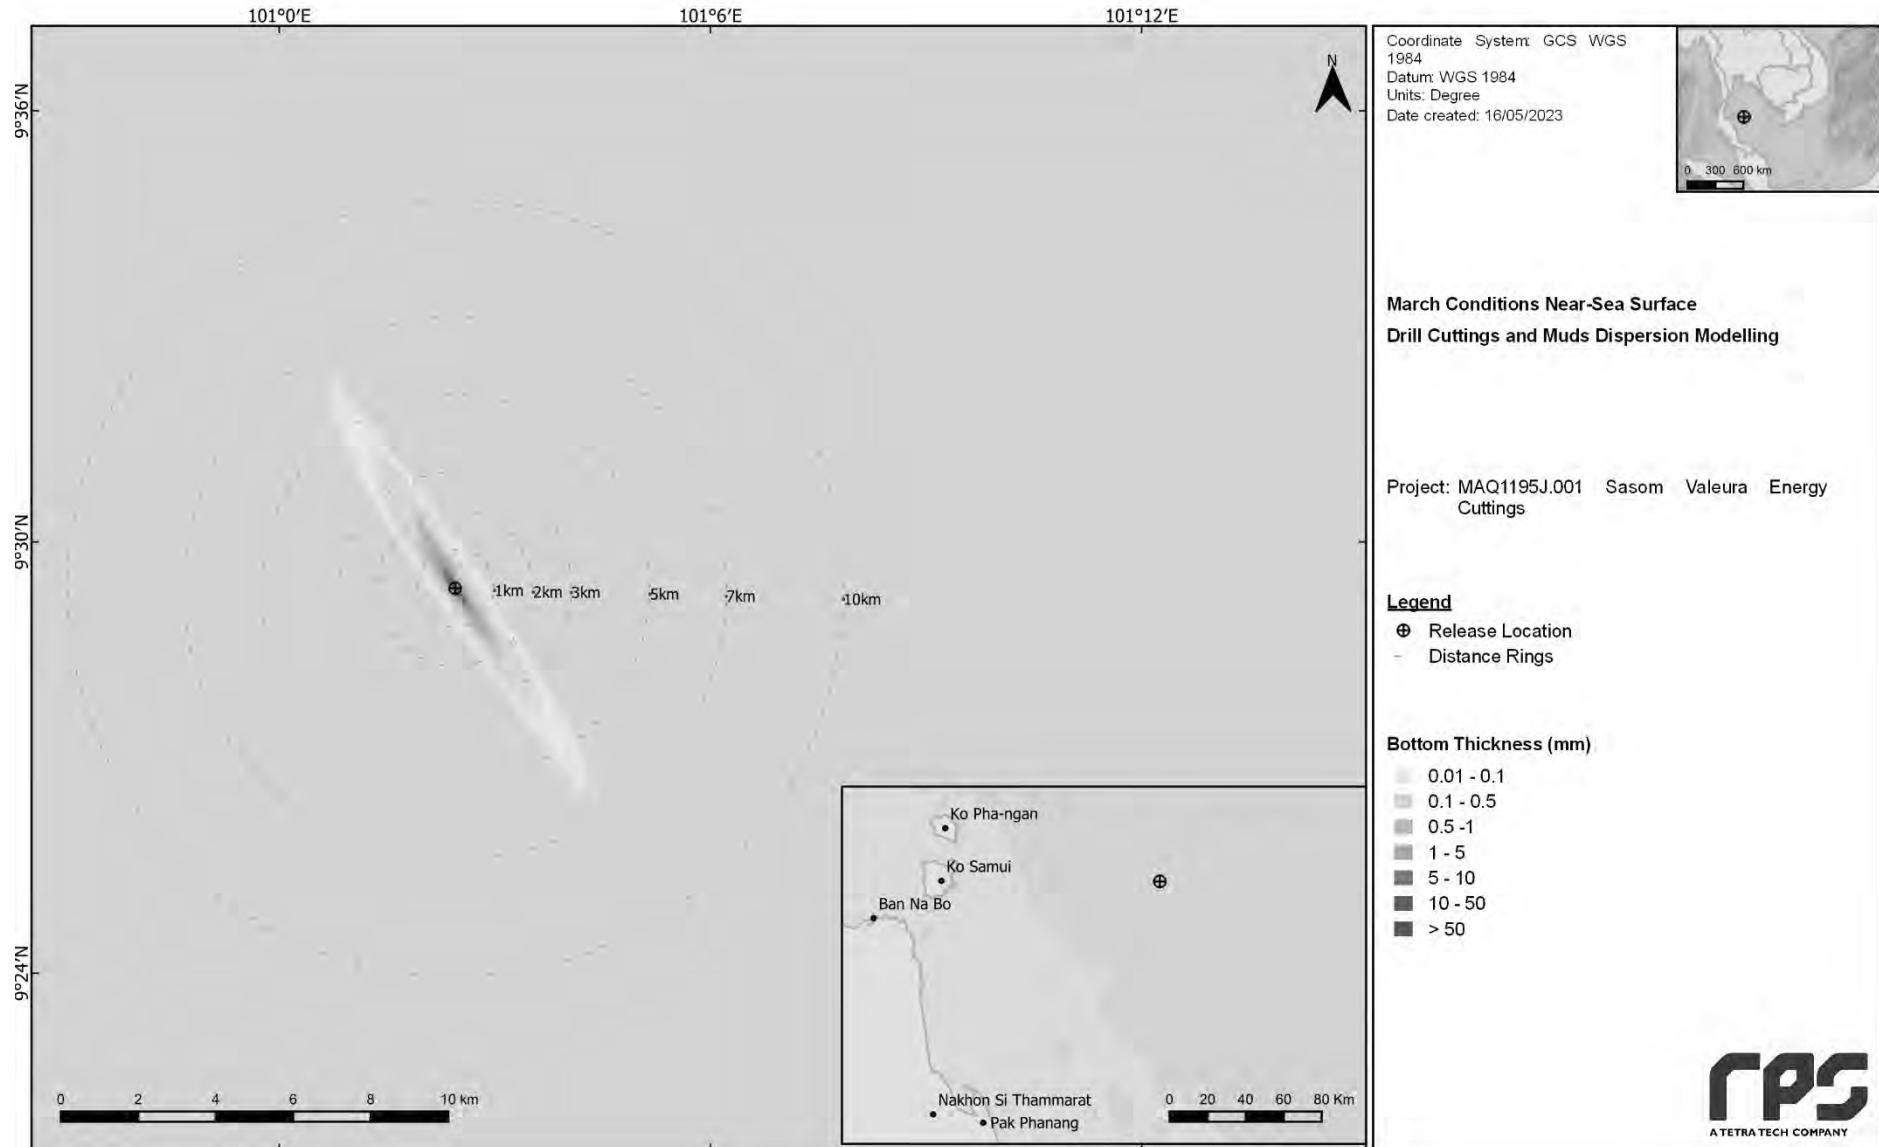 101°0′E
101°6′E
101°12′E
9°36′N
9°30′N
9°24′N
N
1km
2km
3km
5km
7km
10km
0 2 4 6 8 10 km
Ko Pha-ngan
Ko Samui
Ban Na Bo
Nakhon Si Thammarat
Pak Phanang
0 20 40 60 80 Km
Coordinate System: GCS WGS
1984
Datum: WGS 1984
Units: Degree
Date created: 16/05/2023
0 300 600 km
March Conditions Near-Sea Surface
Drill Cuttings and Muds Dispersion Modelling
Project: MAQ1195J.001 Sasom Valeura Energy
Cuttings
Legend
Release Location
Distance Rings
Bottom Thickness (mm)
0.01 - 0.1
0.1 - 0.5
0.5 -1
1 - 5
5 - 10
10 - 50
> 50
rps
A TETRA TECH COMPANY